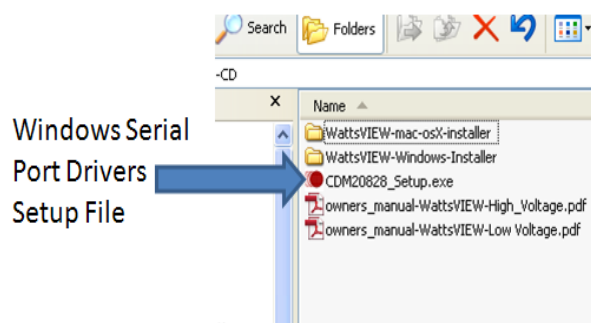 Search
Folders
-CD
x
Name
WattsVIEW-mac-osX-installer
WattsVIEW-Windows-Installer
CDM20828_Setup.exe
owners_manual-WattsVIEW-High_Voltage.pdf
owners_manual-WattsVIEW-Low Voltage.pdf
Windows Serial
Port Drivers
Setup File